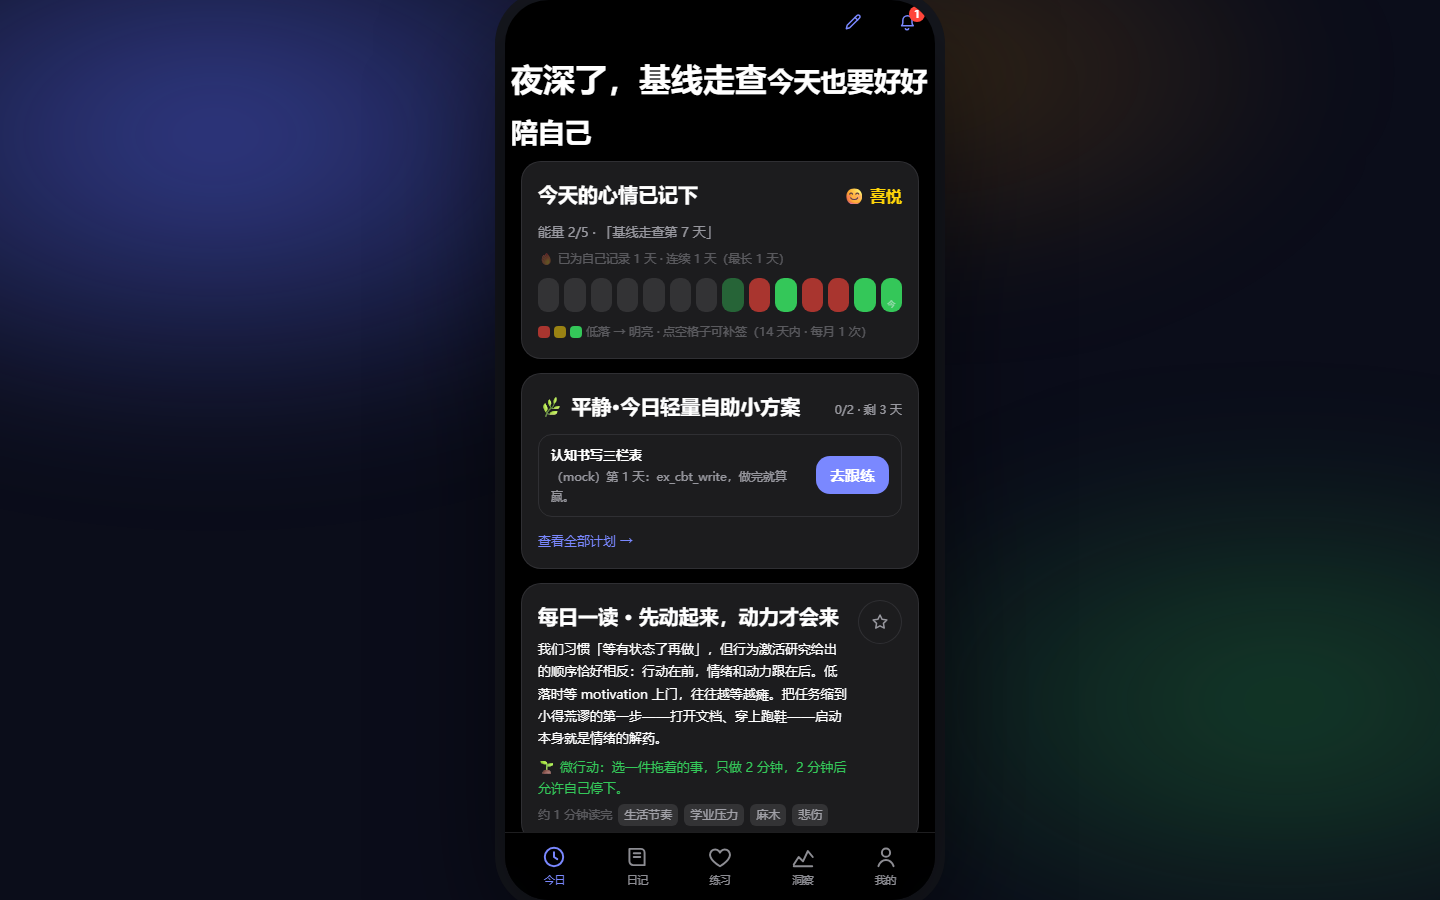 1
夜深了，基线走查今天也要好好
陪自己
今天的心情已记下
😊 喜悦
能量 2/5 ·「基线走查第 7 天」
已为自己记录 1 天 · 连续 1 天（最长 1 天）
今
低落 → 明亮 · 点空格子可补签（14 天内 · 每月 1 次）
🌿 平静·今日轻量自助小方案
0/2 · 剩 3 天
认知书写三栏表
（mock）第 1 天：ex_cbt_write，做完就算
赢。
去跟练
查看全部计划 →
每日一读 · 先动起来，动力才会来
我们习惯「等有状态了再做」，但行为激活研究给出
的顺序恰好相反：行动在前，情绪和动力跟在后。低
落时等 motivation 上门，往往越等越瘫。把任务缩到
小得荒谬的第一步——打开文档、穿上跑鞋——启动
本身就是情绪的解药。
🌱 微行动：选一件拖着的事，只做 2 分钟，2 分钟后
允许自己停下。
约 1 分钟读完 生活节奏 学业压力 麻木 悲伤
今日 日记 练习 洞察 我的